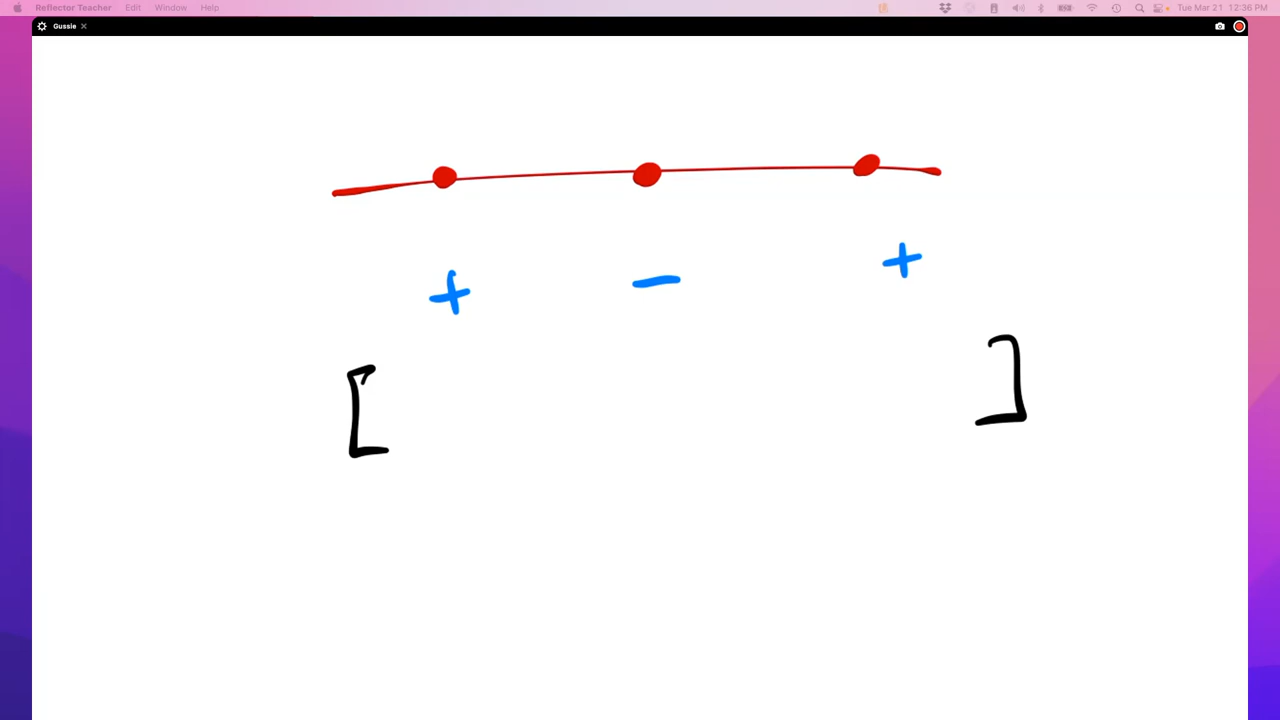 Reflector Teacher Edit Window Help Tue Mar 21 12:36 PM
Gussie
+ − +
[ ]